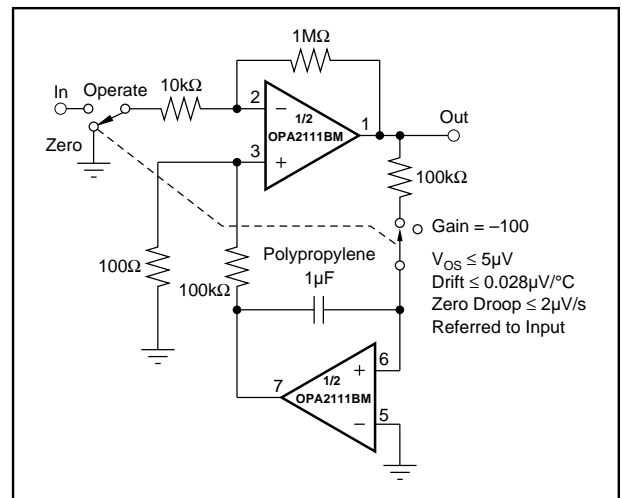 1MΩ
In
Operate
10kΩ
2
−
1/2
OPA2111BM
1
Out
Zero
3
+
100kΩ
Gain = –100
Polypropylene
VOS ≤ 5µV
100Ω
1µF
Drift ≤ 0.028µV/°C
100kΩ
Zero Droop ≤ 2µV/s
Referred to Input
6
+
7
1/2
OPA2111BM
−
5